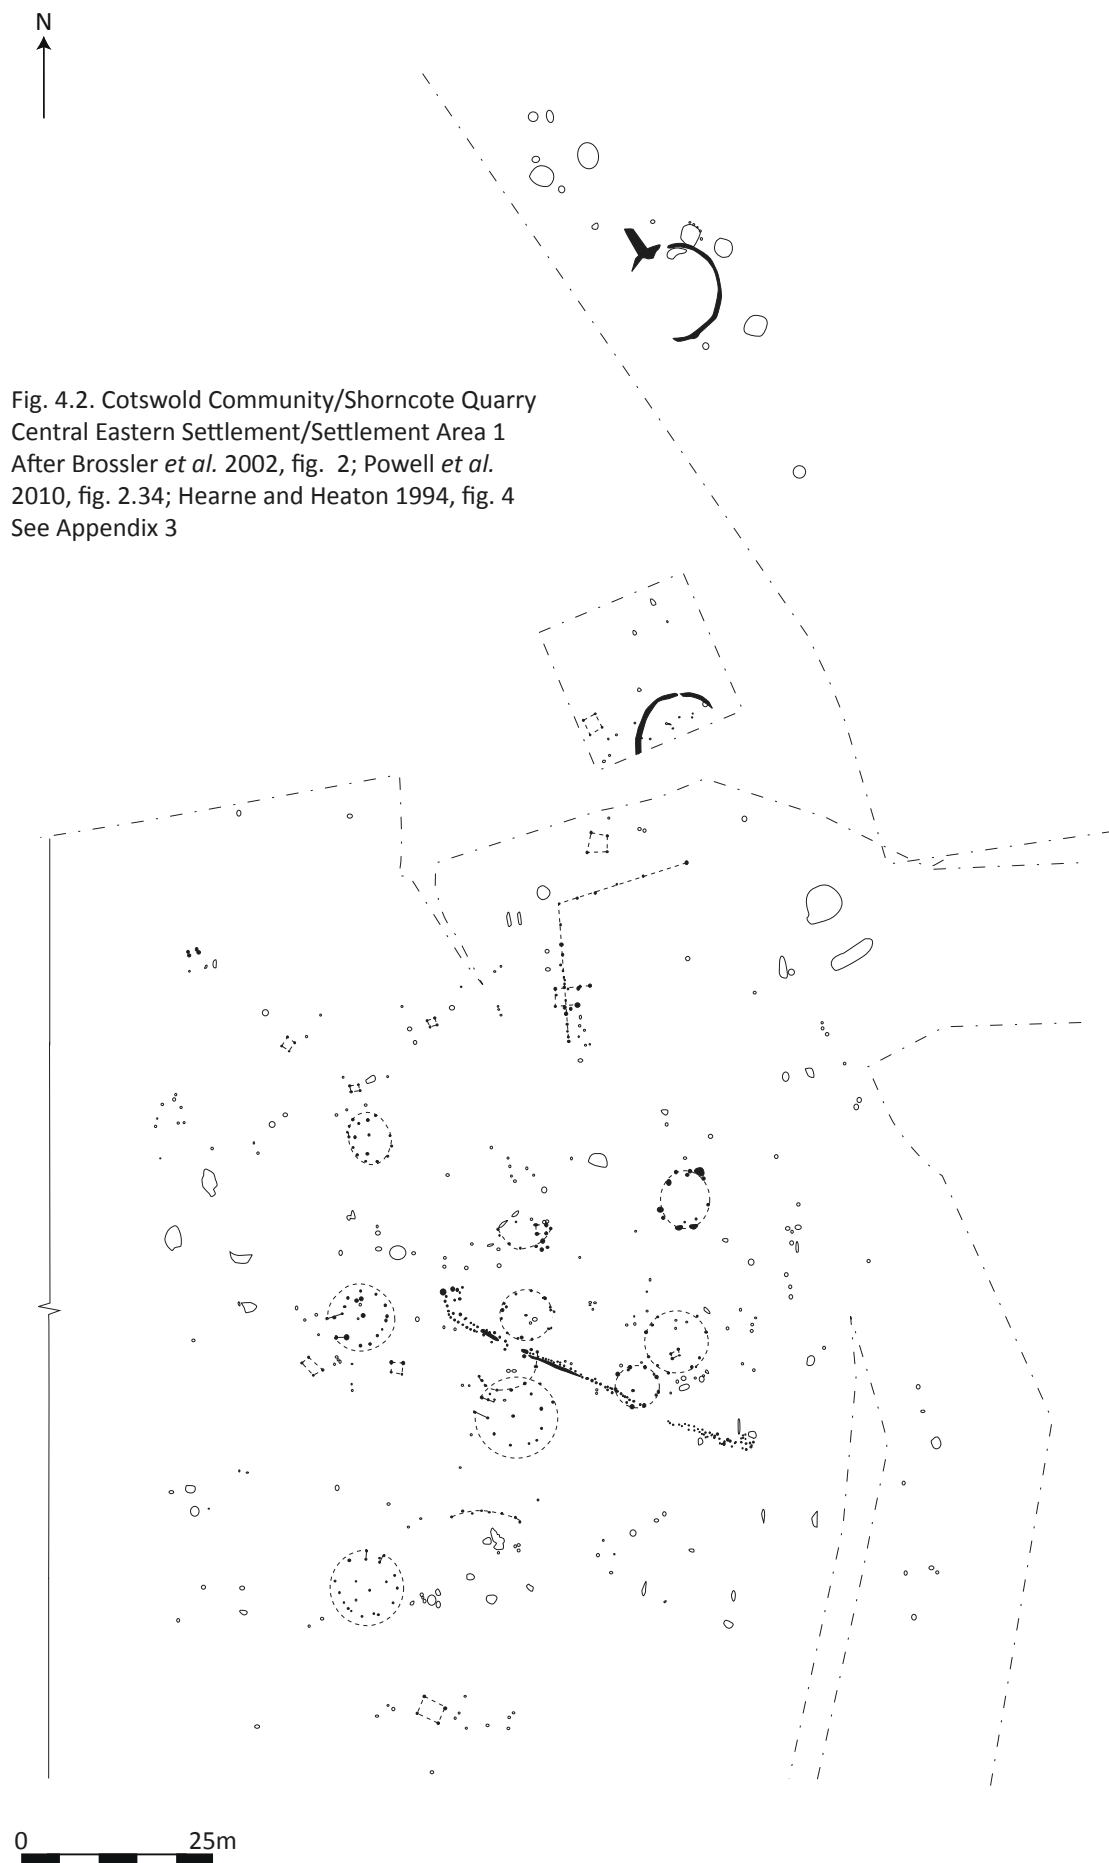 N
Fig. 4.2. Cotswold Community/Shorncote Quarry
Central Eastern Settlement/Settlement Area 1
After Brossler et al. 2002, fig.  2; Powell et al.
2010, fig. 2.34; Hearne and Heaton 1994, fig. 4
See Appendix 3
0 25m